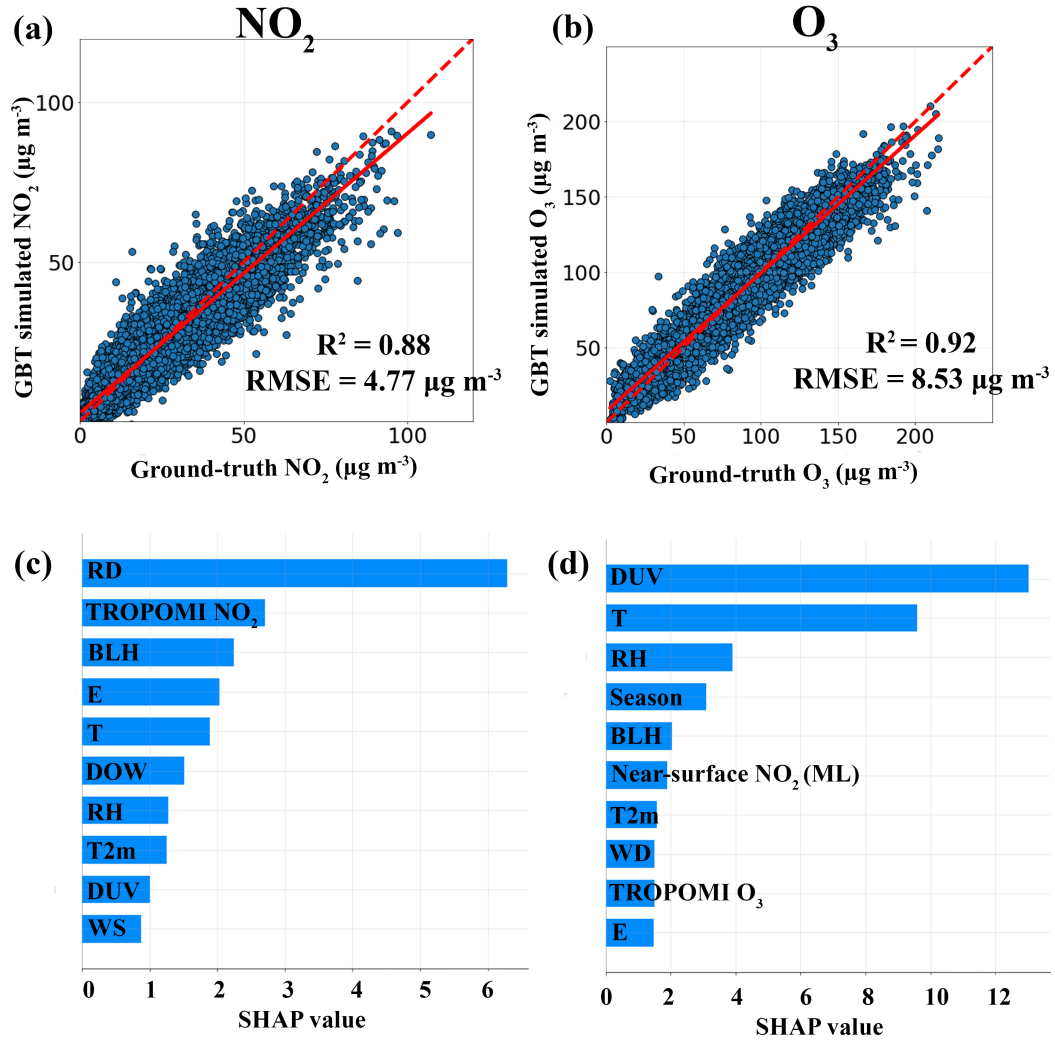 (a)
NO₂
100
50
0
50
100
GBT simulated NO₂ (μg m⁻³)
R² = 0.88
RMSE = 4.77 μg m⁻³
Ground-truth NO₂ (μg m⁻³)
(b)
O₃
200
150
100
50
0
50
100
150
200
GBT simulated O₃ (μg m⁻³)
R² = 0.92
RMSE = 8.53 μg m⁻³
Ground-truth O₃ (μg m⁻³)
(c)
RD
TROPOMI NO₂
BLH
E
T
DOW
RH
T2m
DUV
WS
0 1 2 3 4 5 6
SHAP value
(d)
DUV
T
RH
Season
BLH
Near-surface NO₂ (ML)
T2m
WD
TROPOMI O₃
E
0 2 4 6 8 10 12
SHAP value